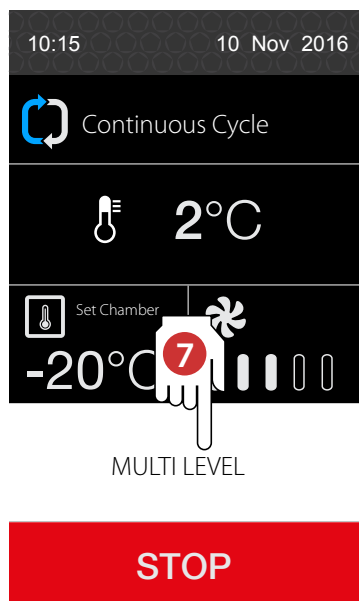 10:15 10 Nov 2016
Continuous Cycle
2°C
Set Chamber
-20°C
7
MULTI LEVEL
STOP